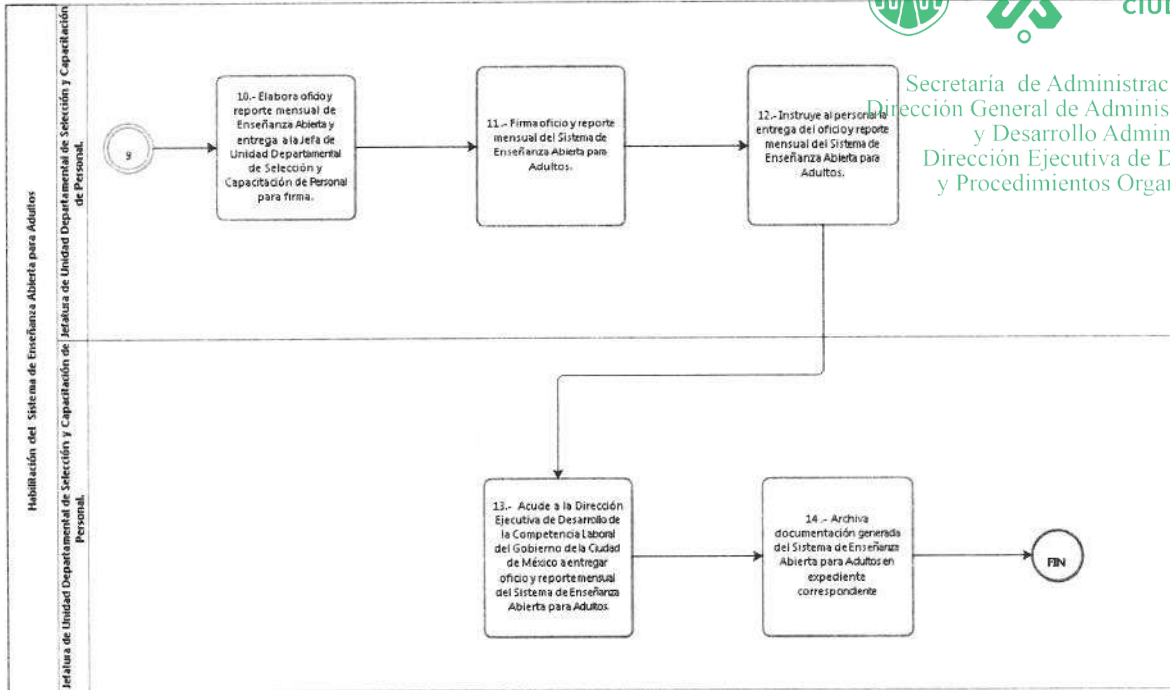 CIUD
Secretaría de Administrac
Dirección General de Adminis
y Desarrollo Admin
Dirección Ejecutiva de D
y Procedimientos Organ
Habilitación del Sistema de Enseñanza Abierta para Adultos
Jefatura de Unidad Departamental de Selección y Capacitación
de Personal.
9
10.- Elabora oficio y
reporte mensual de
Enseñanza Abierta y
entrega a la Jefa de
Unidad Departamental
de Selección y
Capacitación de Personal
para firma.
11.- Firma oficio y reporte
mensual del Sistema de
Enseñanza Abierta para
Adultos.
12.- Instruye al personal la
entrega del oficio y reporte
mensual del Sistema de
Enseñanza Abierta para
Adultos.
Jefatura de Unidad Departamental de Selección y Capacitación de
Personal.
13.- Acude a la Dirección
Ejecutiva de Desarrollo de
la Competencia Laboral
del Gobierno de la Ciudad
de México a entregar
oficio y reporte mensual
del Sistema de Enseñanza
Abierta para Adultos
14 .- Archiva
documentación generada
del Sistema de Enseñanza
Abierta para Adultos en
expediente
correspondiente
FIN